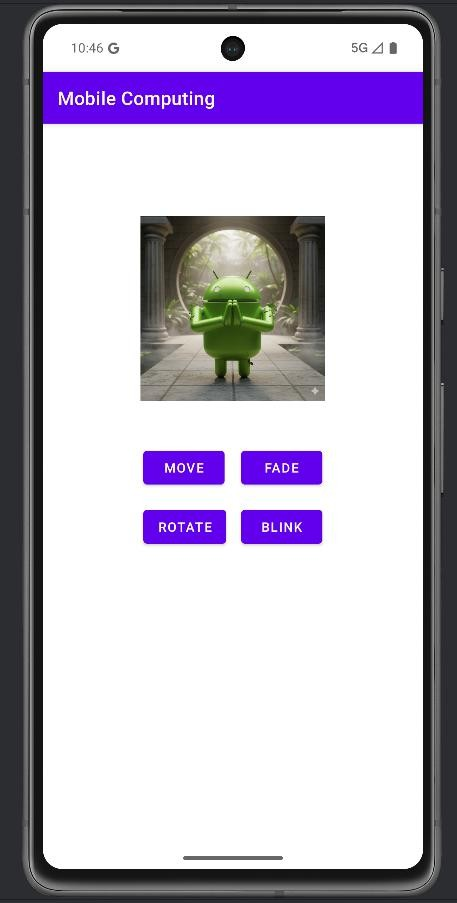 10:46 G 5G
Mobile Computing
MOVE FADE
ROTATE BLINK